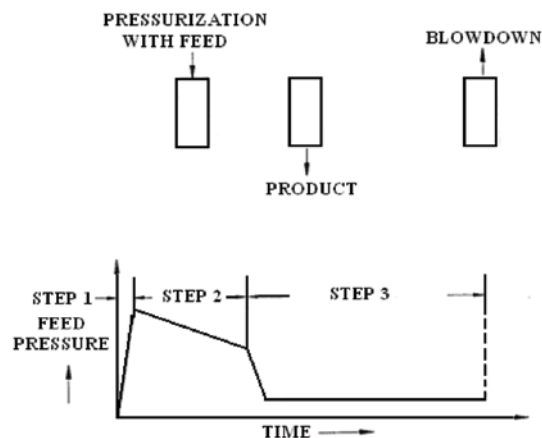 PRESSURIZATION
WITH FEED
BLOWDOWN
PRODUCT
STEP 1
STEP 2
STEP 3
FEED
PRESSURE
TIME